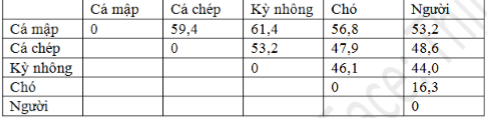 Cá mập Cá chép Kỳ nhông Chó Người
Cá mập 0 59,4 61,4 56,8 53,2
Cá chép 0 53,2 47,9 48,6
Kỳ nhông 0 46,1 44,0
Chó 0 16,3
Người 0